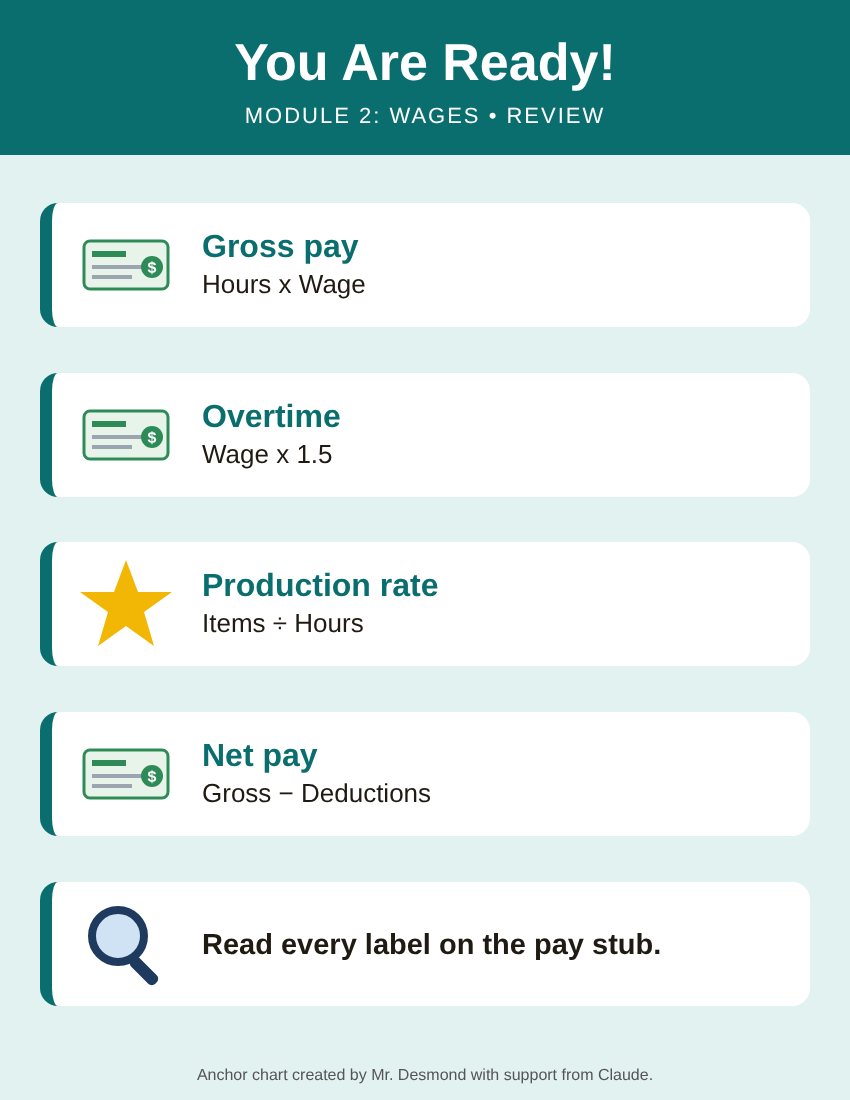 You Are Ready!
MODULE 2: WAGES • REVIEW
$
Gross pay
Hours x Wage
$
Overtime
Wage x 1.5
Production rate
Items ÷ Hours
$
Net pay
Gross − Deductions
Read every label on the pay stub.
Anchor chart created by Mr. Desmond with support from Claude.